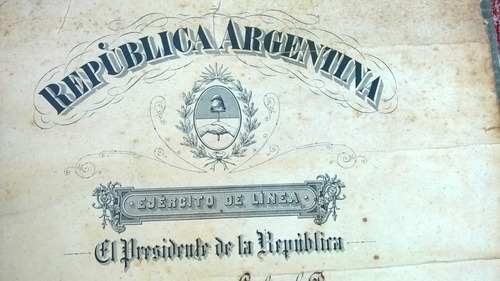 REPÚBLICA ARGENTINA
EJÉRCITO DE LÍNEA
El Presidente de la República